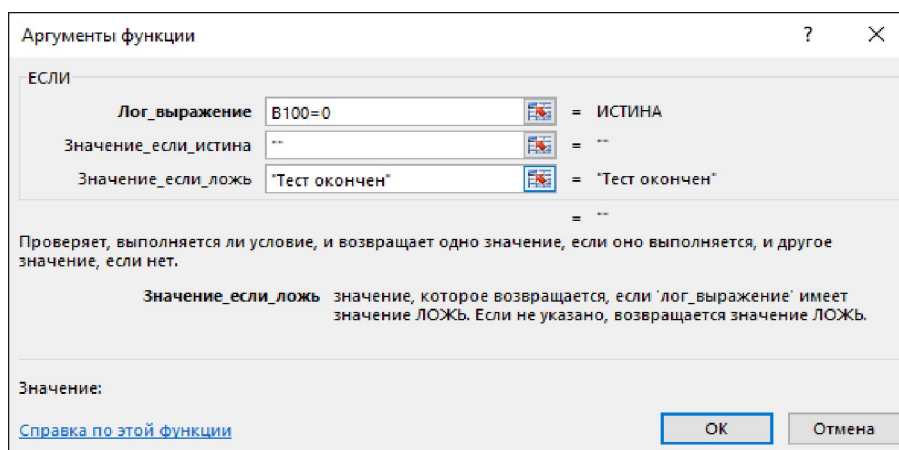 Аргументы функции ? ×
ЕСЛИ
Лог_выражение B100=0 = ИСТИНА
Значение_если_истина "" = ""
Значение_если_ложь "Тест окончен" = "Тест окончен"
= ""
Проверяет, выполняется ли условие, и возвращает одно значение, если оно выполняется, и другое
значение, если нет.
Значение_если_ложь значение, которое возвращается, если 'лог_выражение' имеет
значение ЛОЖЬ. Если не указано, возвращается значение ЛОЖЬ.
Значение:
Справка по этой функции ОК Отмена